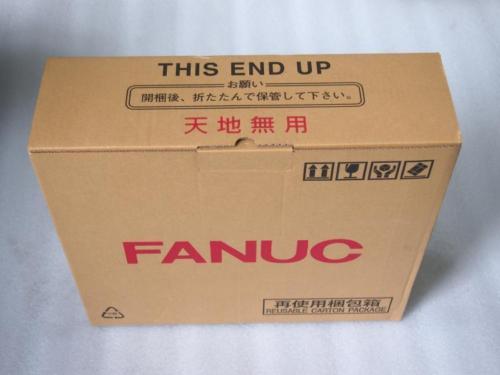 THIS END UP
お願い
開梱後、折たたんで保管して下さい。
天地無用
FANUC
再使用梱包箱
REUSABLE CARTON PACKAGE